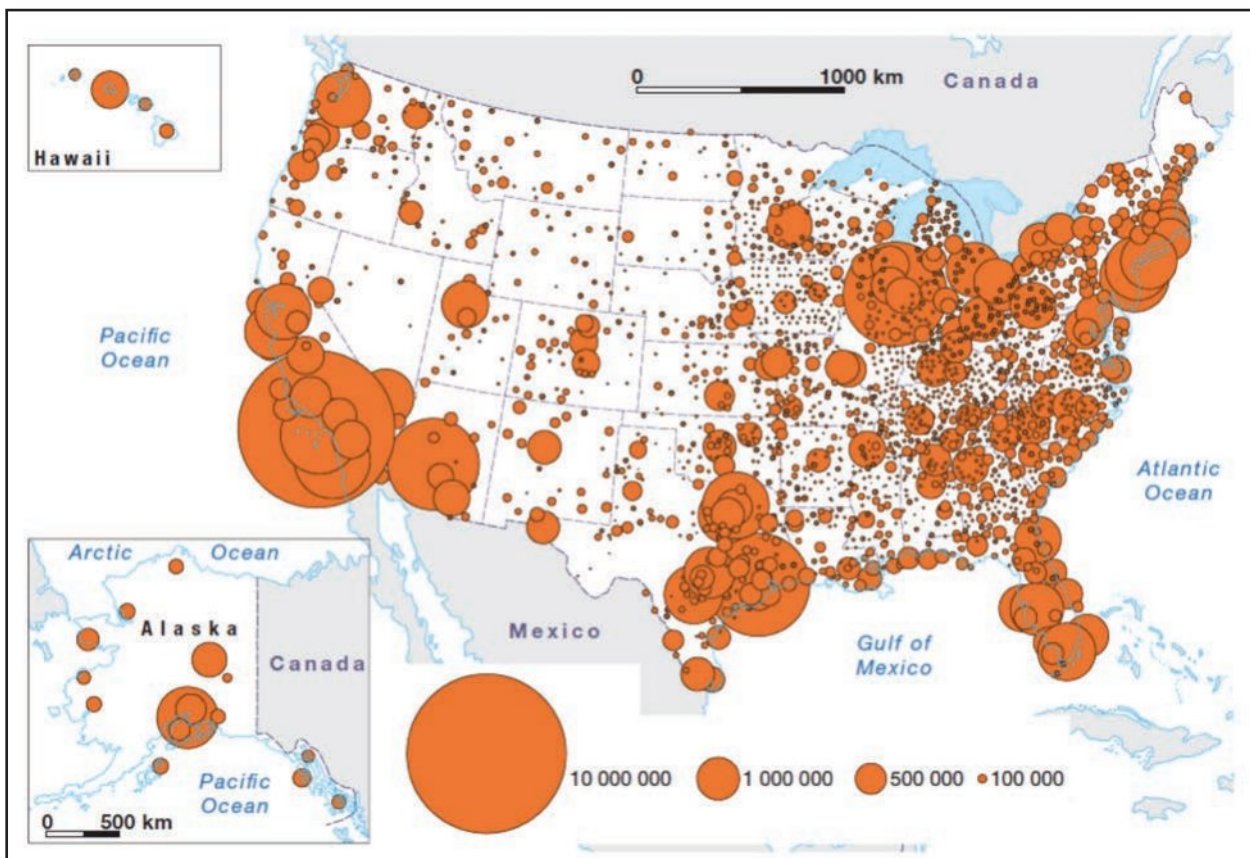 Hawaii
0 1000 km
Canada
Pacific
Ocean
Atlantic
Ocean
Mexico
Gulf of
Mexico
Arctic Ocean
Alaska
Canada
Pacific
Ocean
0 500 km
10 000 000
1 000 000
500 000
100 000